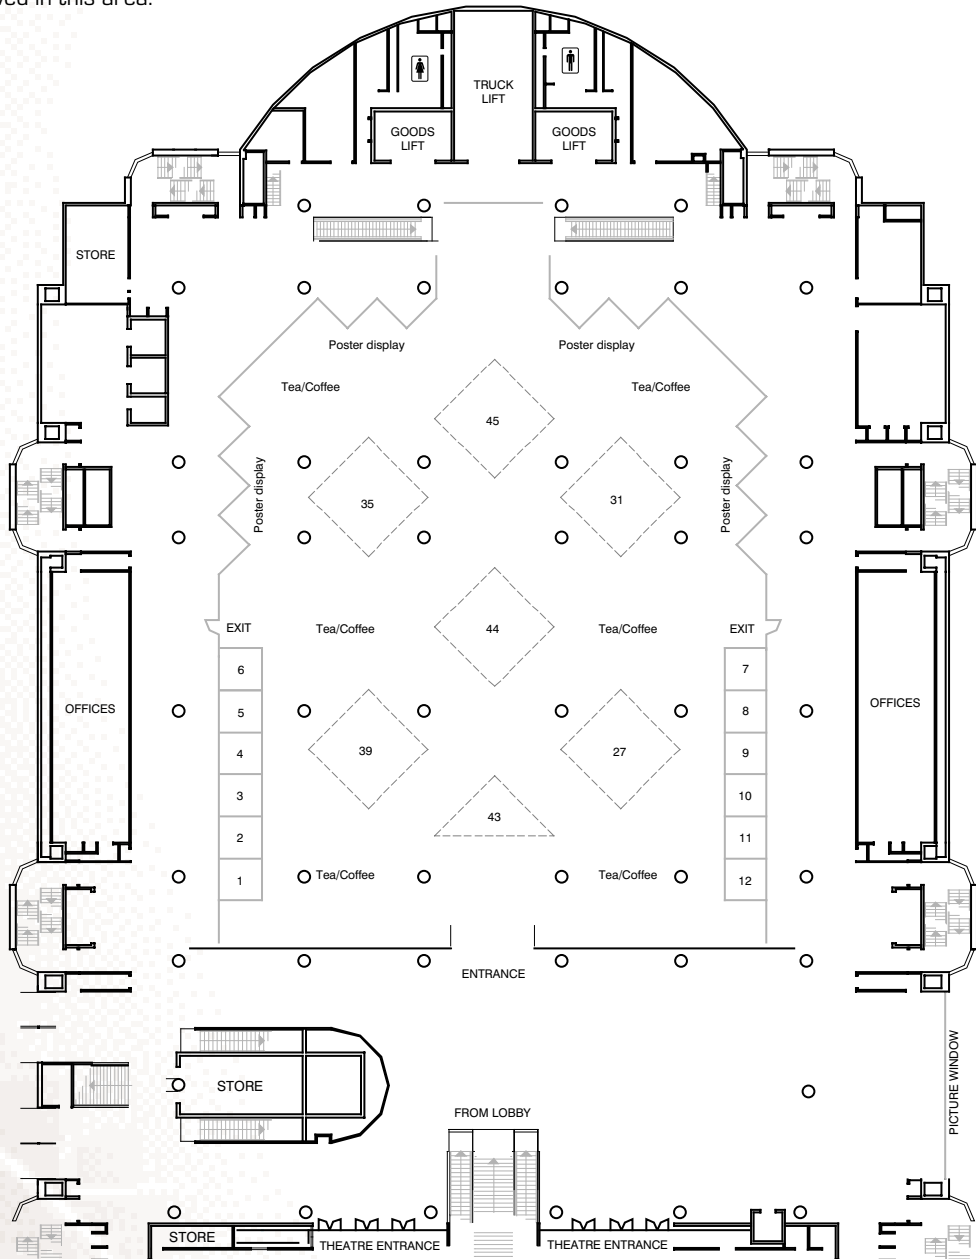 TRUCK
LIFT
GOODS
LIFT
GOODS
LIFT
STORE
Poster display
Poster display
Tea/Coffee
Tea/Coffee
45
Poster display
35
31
Poster display
EXIT
Tea/Coffee
44
Tea/Coffee
EXIT
6
7
OFFICES
5
8
OFFICES
4
39
27
9
3
10
43
2
11
1
Tea/Coffee
Tea/Coffee
12
ENTRANCE
STORE
PICTURE WINDOW
FROM LOBBY
STORE
THEATRE ENTRANCE
THEATRE ENTRANCE